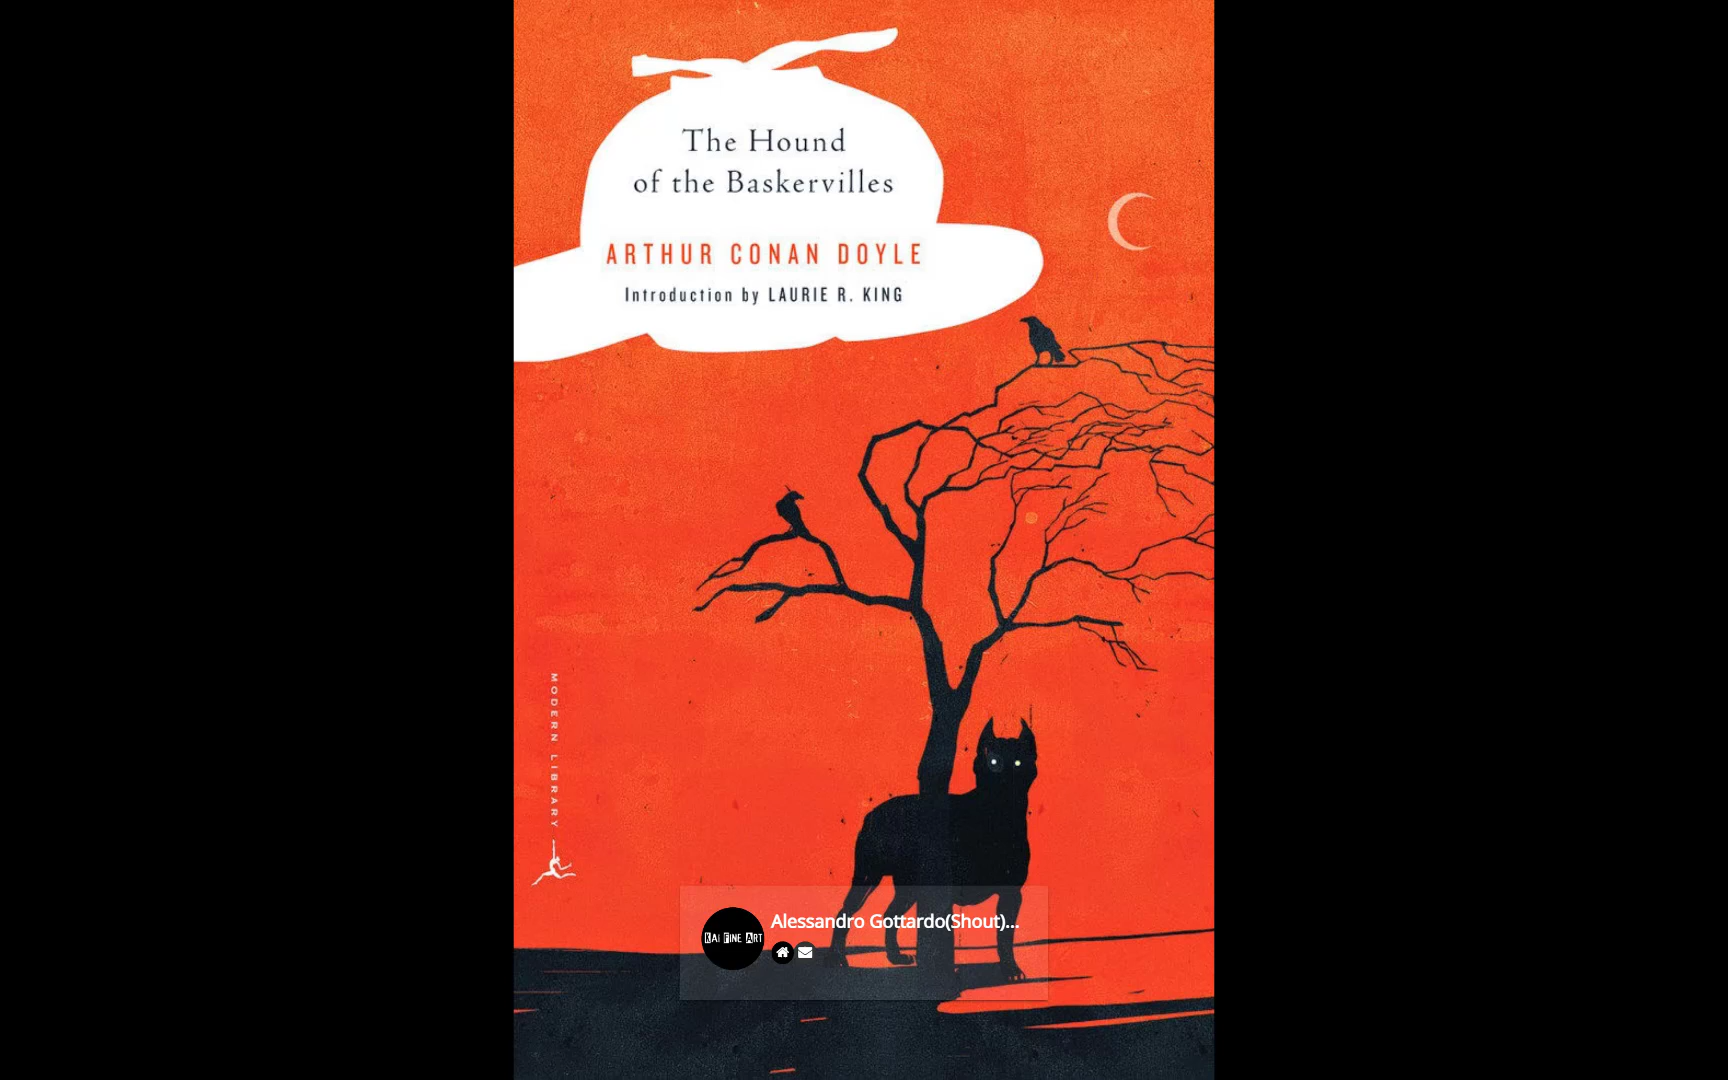 The Hound
of the Baskervilles
ARTHUR CONAN DOYLE
Introduction by LAURIE R. KING
MODERN LIBRARY
KAI FINE ART
Alessandro Gottardo(Shout)...